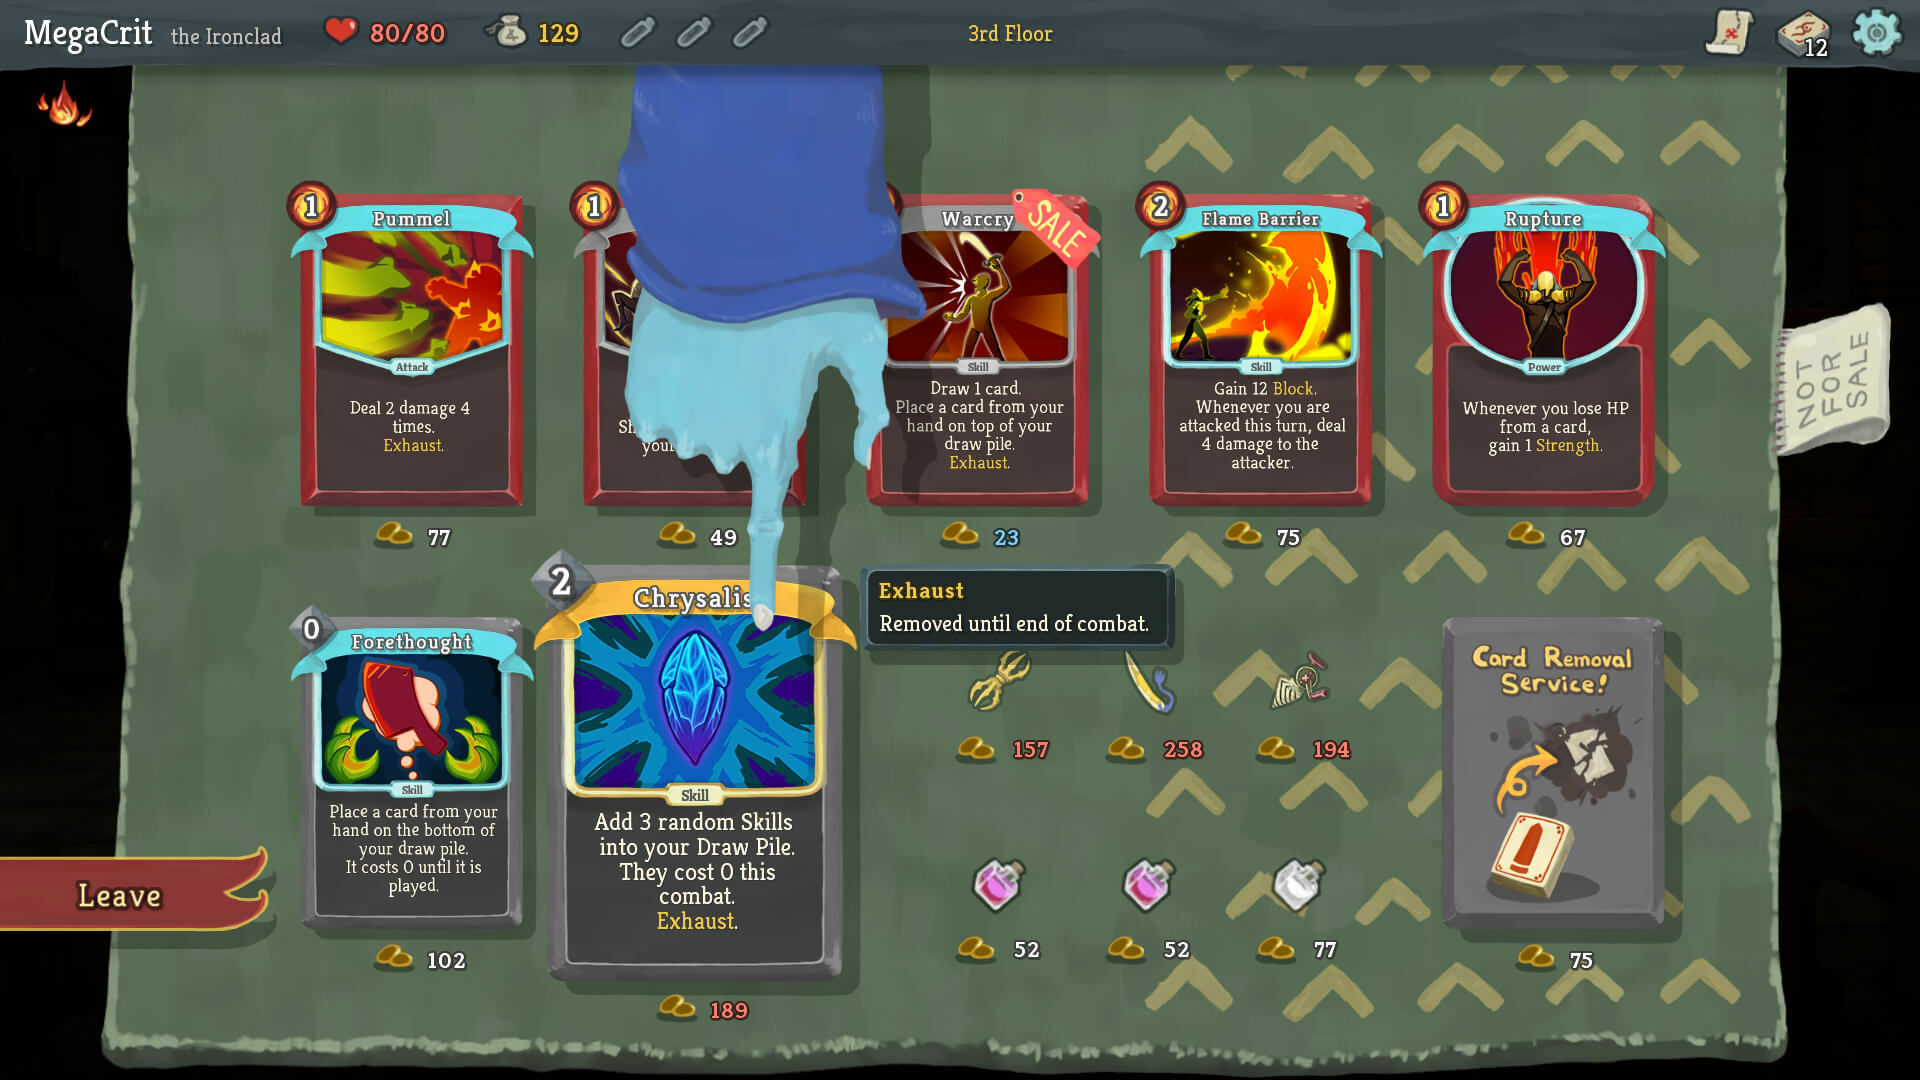 MegaCrit the Ironclad 80/80 129 3rd Floor 12
1 Pummel
Attack
Deal 2 damage 4
times.
Exhaust.
77
1
your
49
Warcry
SALE
Skill
Draw 1 card.
Place a card from your
hand on top of your
draw pile.
Exhaust.
23
2 Flame Barrier
Skill
Gain 12 Block.
Whenever you are
attacked this turn, deal
4 damage to the
attacker.
75
1 Rupture
Power
Whenever you lose HP
from a card,
gain 1 Strength.
67
NOT
FOR
SALE
0 Forethought
Skill
Place a card from your
hand on the bottom of
your draw pile.
It costs 0 until it is
played.
102
2 Chrysalis
Skill
Add 3 random Skills
into your Draw Pile.
They cost 0 this
combat.
Exhaust.
189
Exhaust
Removed until end of combat.
157 258 194
52 52 77
Card Removal
Service!
75
Leave